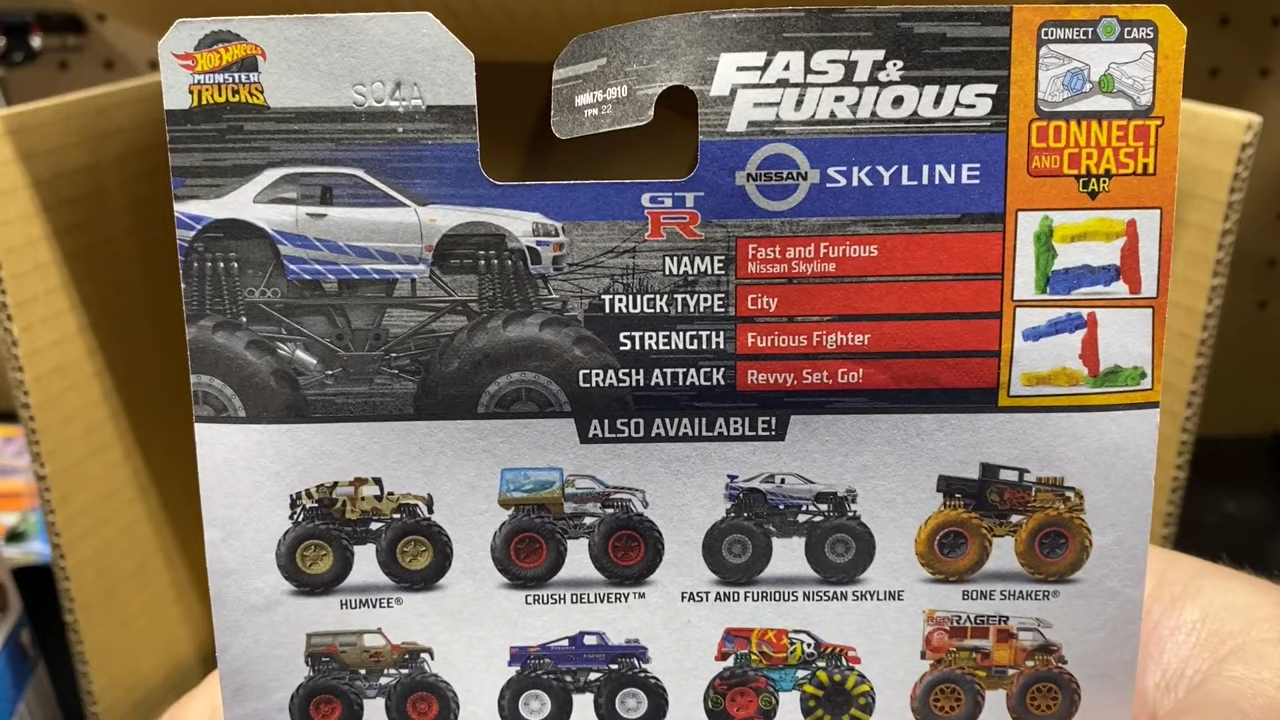 HOT WHEELS
MONSTER
TRUCKS
S04A
HNM76-0910
TPN 22
FAST &
FURIOUS
NISSAN SKYLINE
GT
R
NAME Fast and Furious
Nissan Skyline
TRUCK TYPE City
STRENGTH Furious Fighter
CRASH ATTACK Revvy, Set, Go!
CONNECT CARS
CONNECT
AND CRASH
CAR
ALSO AVAILABLE!
HUMVEE®
CRUSH DELIVERY™
FAST AND FURIOUS NISSAN SKYLINE
BONE SHAKER®
RAGER